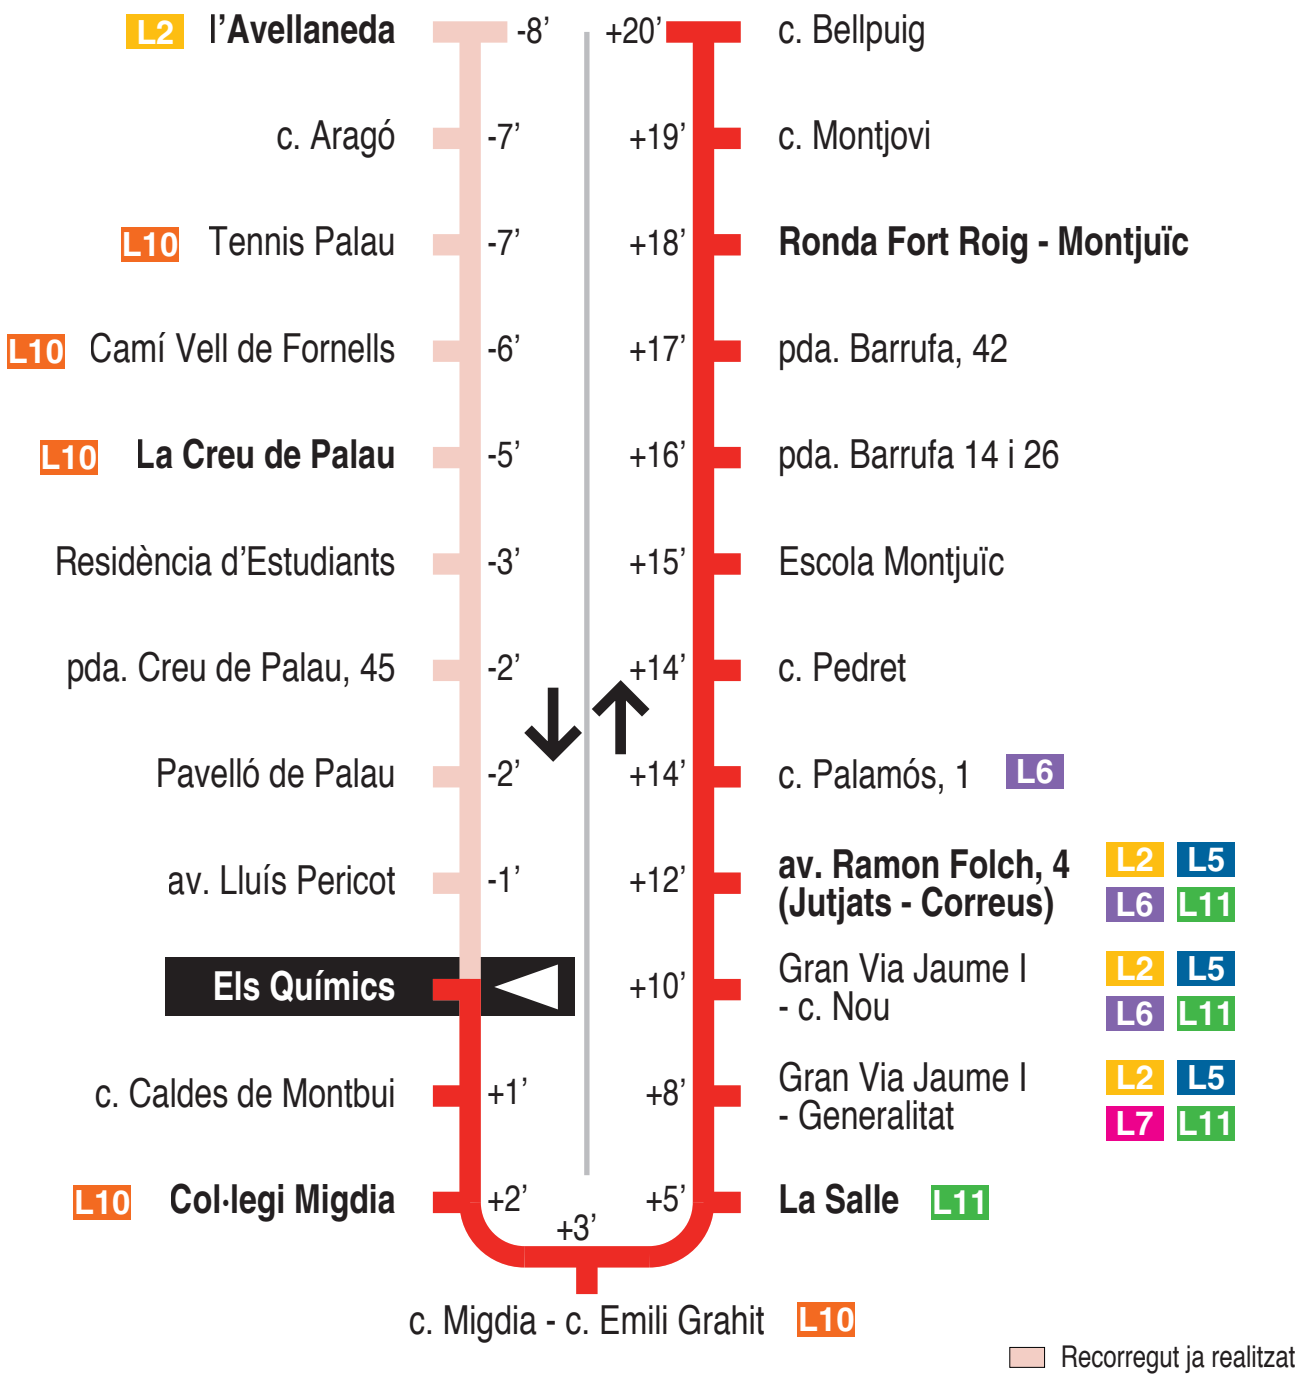 L2 l’Avellaneda -8’
c. Aragó -7’
L10 Tennis Palau -7’
L10 Camí Vell de Fornells -6’
L10 La Creu de Palau -5’
Residència d’Estudiants -3’
pda. Creu de Palau, 45 -2’
Pavelló de Palau -2’
av. Lluís Pericot -1’
Els Químics
c. Caldes de Montbui +1’
L10 Col·legi Migdia +2’
+3’
c. Migdia - c. Emili Grahit L10
+20’ c. Bellpuig
+19’ c. Montjovi
+18’ Ronda Fort Roig - Montjuïc
+17’ pda. Barrufa, 42
+16’ pda. Barrufa 14 i 26
+15’ Escola Montjuïc
+14’ c. Pedret
+14’ c. Palamós, 1 L6
+12’ av. Ramon Folch, 4 L2 L5
(Jutjats - Correus) L6 L11
+10’ Gran Via Jaume I L2 L5
- c. Nou L6 L11
+8’ Gran Via Jaume I L2 L5
- Generalitat L7 L11
+5’ La Salle L11
Recorregut ja realitzat